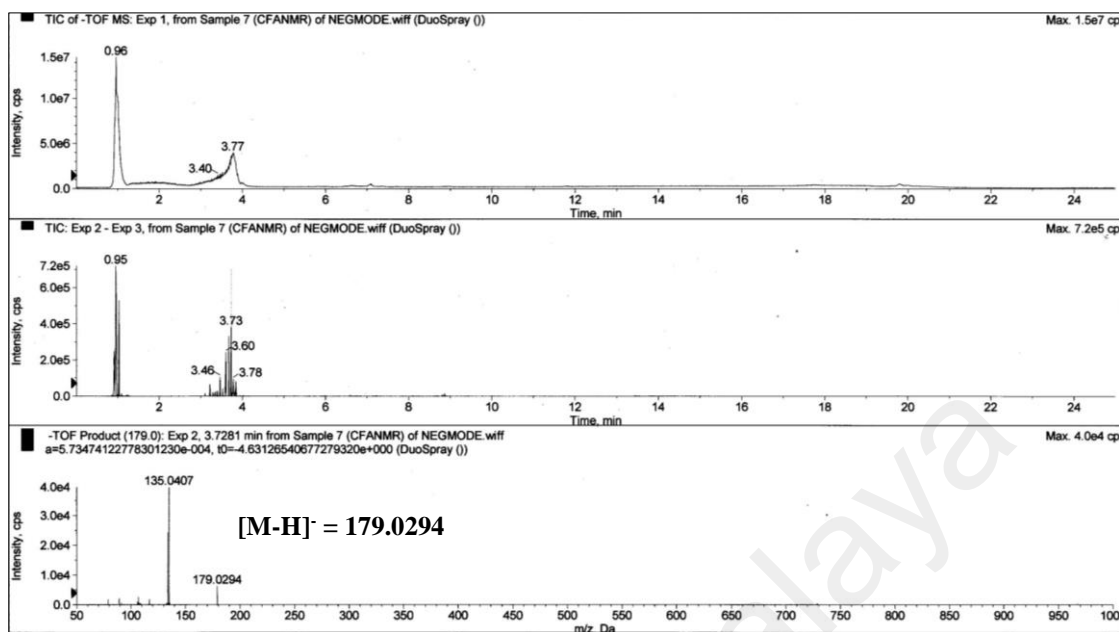 TIC of -TOF MS: Exp 1, from Sample 7 (CFANMR) of NEGMODE.wiff (DuoSpray ()) Max. 1.5e7 cp
1.5e7
1.0e7
5.0e6
0.0
Intensity, cps
0.96
3.40
3.77
2 4 6 8 10 12 14 16 18 20 22 24
Time, min
TIC: Exp 2 - Exp 3, from Sample 7 (CFANMR) of NEGMODE.wiff (DuoSpray ()) Max. 7.2e5 cp
7.2e5
6.0e5
4.0e5
2.0e5
0.0
Intensity, cps
0.95
3.73
3.60
3.46
3.78
2 4 6 8 10 12 14 16 18 20 22 24
Time, min
-TOF Product (179.0): Exp 2, 3.7281 min from Sample 7 (CFANMR) of NEGMODE.wiff Max. 4.0e4 cp
a=5.73474122778301230e-004, t0=-4.63126540677279320e+000 (DuoSpray ())
4.0e4
3.0e4
2.0e4
1.0e4
0.0
Intensity, cps
135.0407
[M-H]⁻ = 179.0294
179.0294
50 100 150 200 250 300 350 400 450 500 550 600 650 700 750 800 850 900 950 100
m/z, Da
alaya